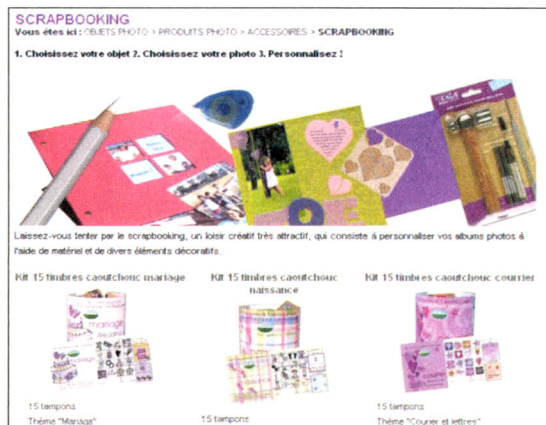 SCRAPBOOKING
Vous êtes ici : OBJETS PHOTO > PRODUITS PHOTO > ACCESSOIRES > SCRAPBOOKING
1. Choisissez votre objet 2. Choisissez votre photo 3. Personnalisez !
Laissez-vous tenter par le scrapbooking, un loisir créatif très attractif, qui consiste à personnaliser vos albums photos à
l'aide de matériel et de divers éléments décoratifs.
Kit 15 timbres caoutchouc mariage
Kit 15 timbres caoutchouc
naissance
Kit 15 timbres caoutchouc courrier
mariage
15 tampons
Thème "Mariage"
15 tampons
15 tampons
Thème "Courier et lettres"